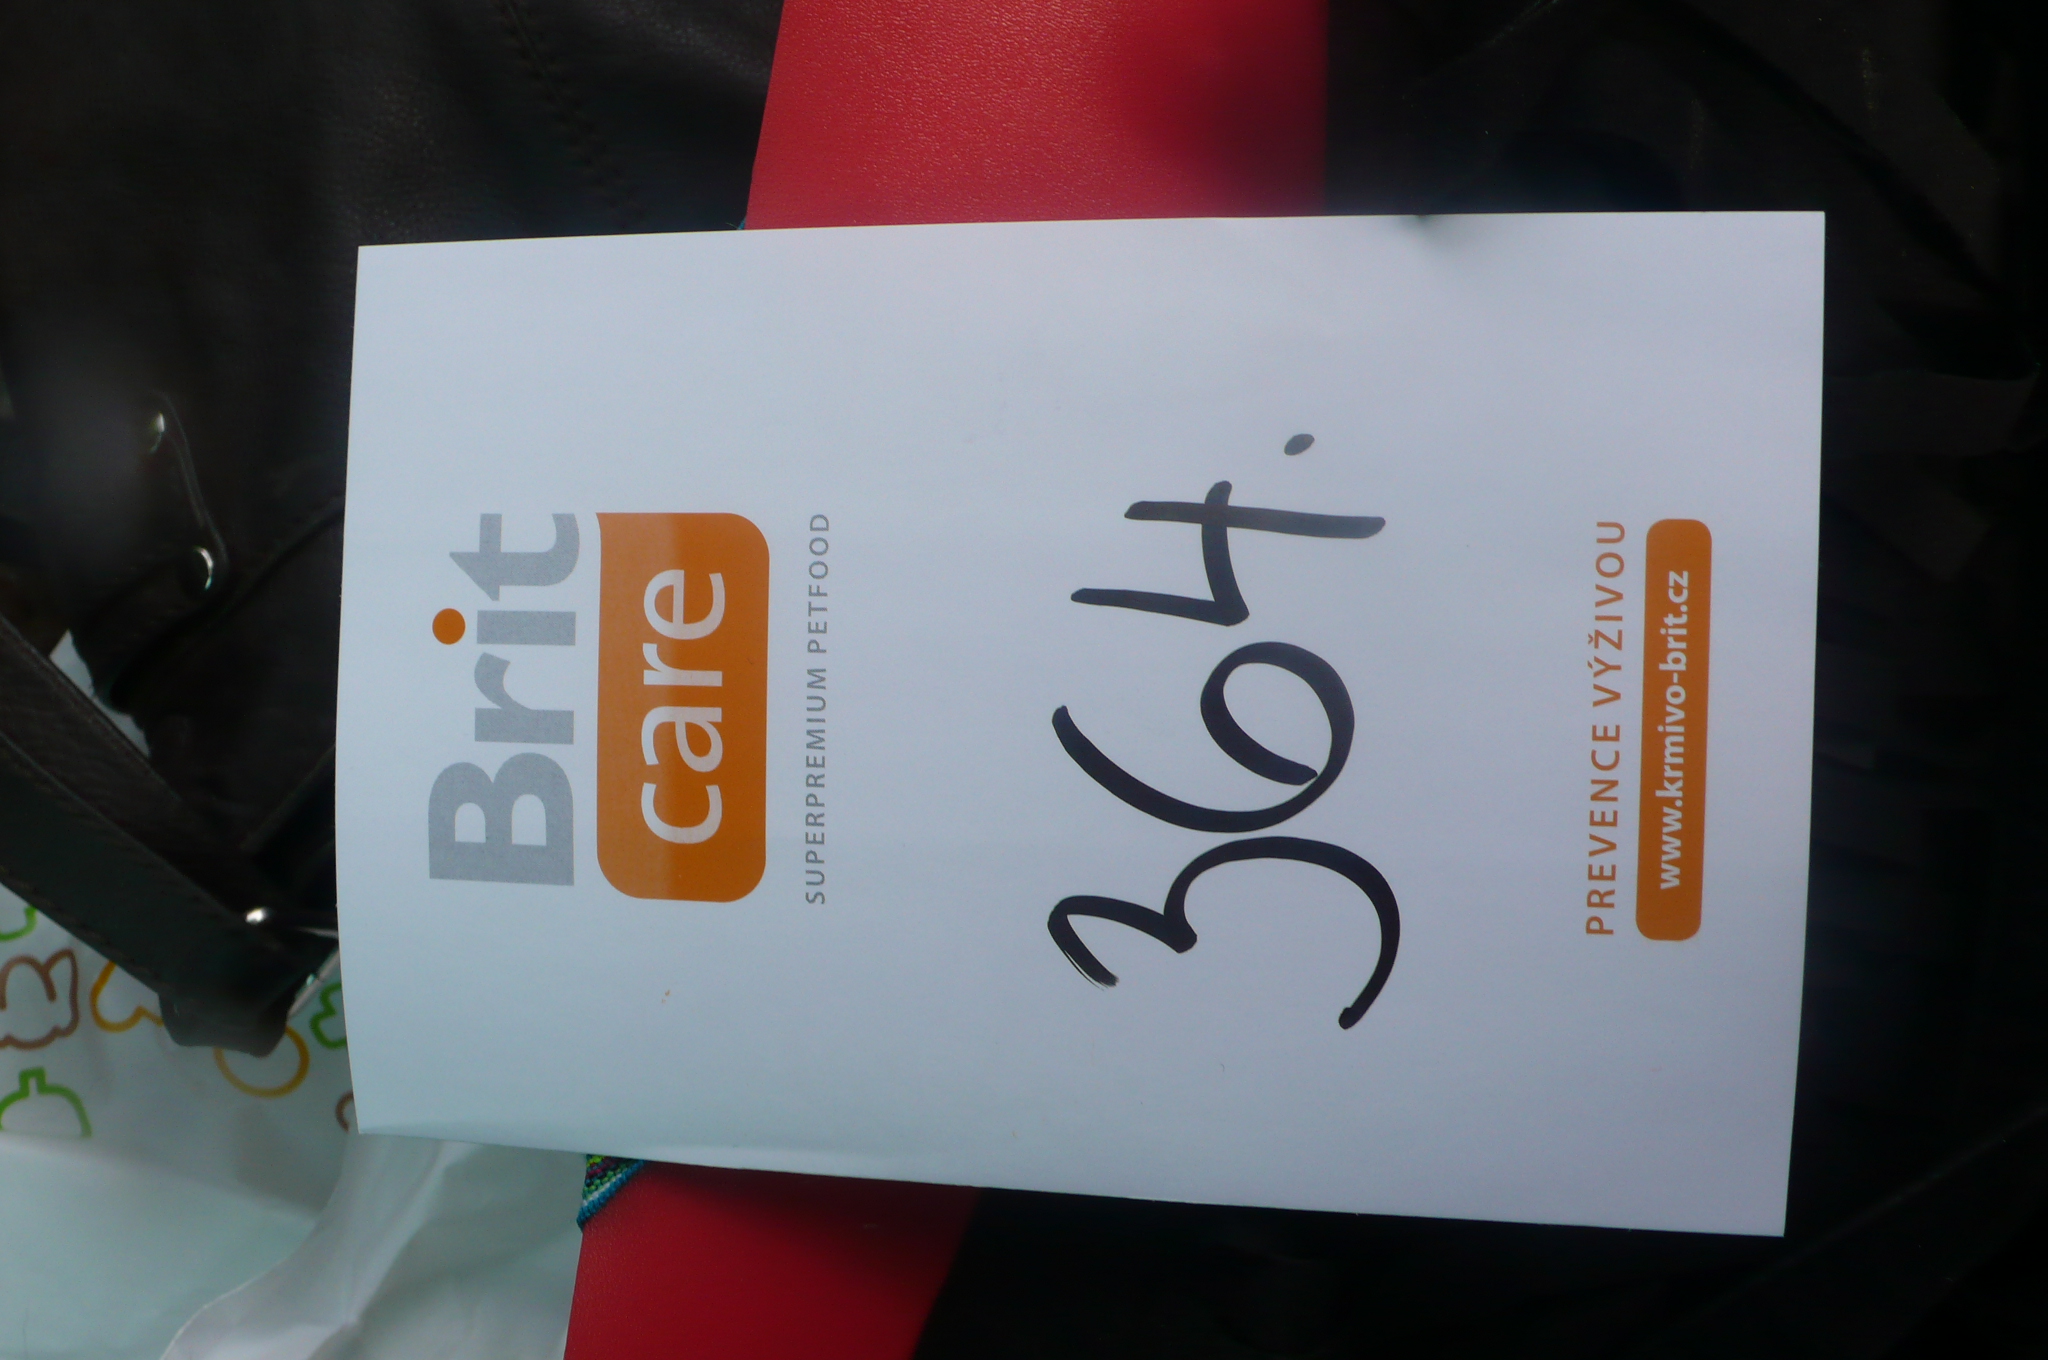 Brit
care
SUPERPREMIUM PETFOOD
364.
PREVENCE VÝŽIVOU
www.krmivo-brit.cz